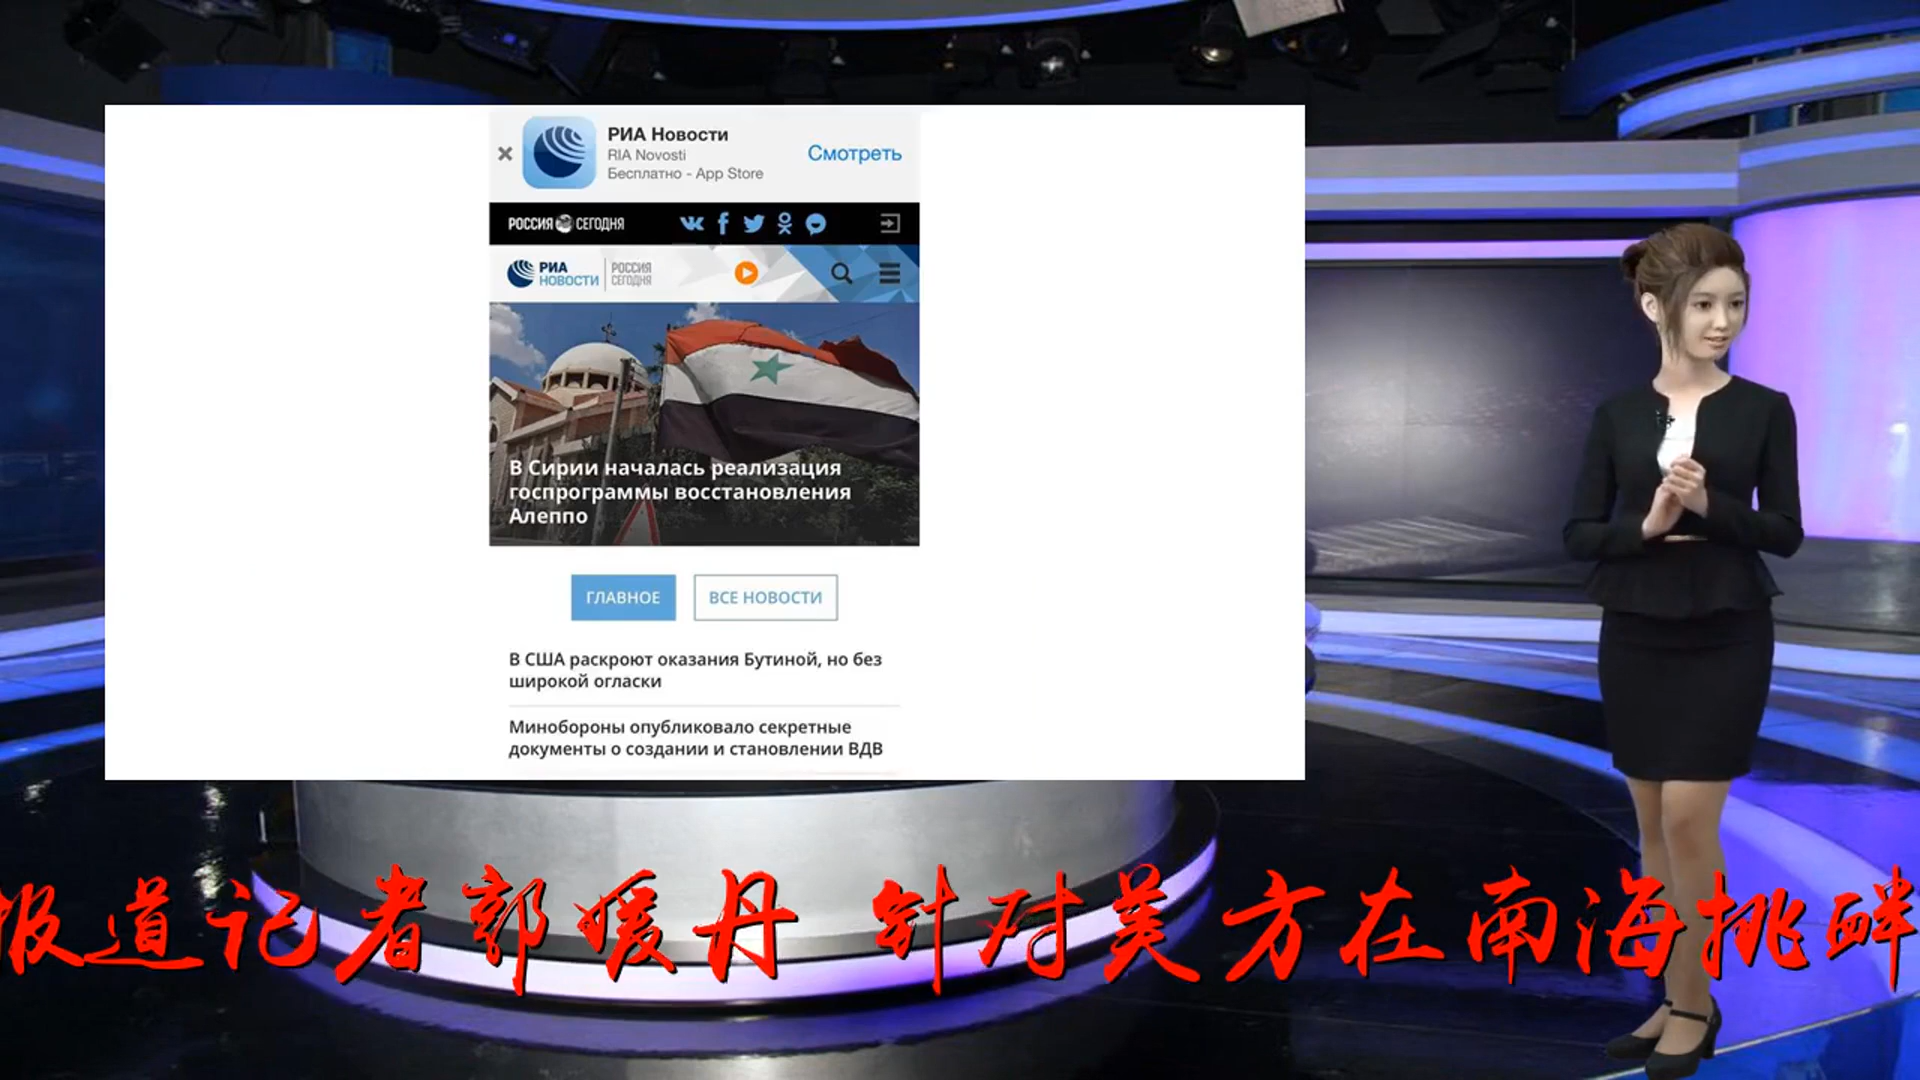 РИА Новости
RIA Novosti
Бесплатно - App Store
Смотреть
РОССИЯ СЕГОДНЯ
РИА НОВОСТИ
РОССИЯ СЕГОДНЯ
В Сирии началась реализация
госпрограммы восстановления
Алеппо
ГЛАВНОЕ
ВСЕ НОВОСТИ
В США раскроют оказания Бутиной, но без
широкой огласки
Минобороны опубликовало секретные
документы о создании и становлении ВДВ
报道记者郭媛丹 针对美方在南海挑衅